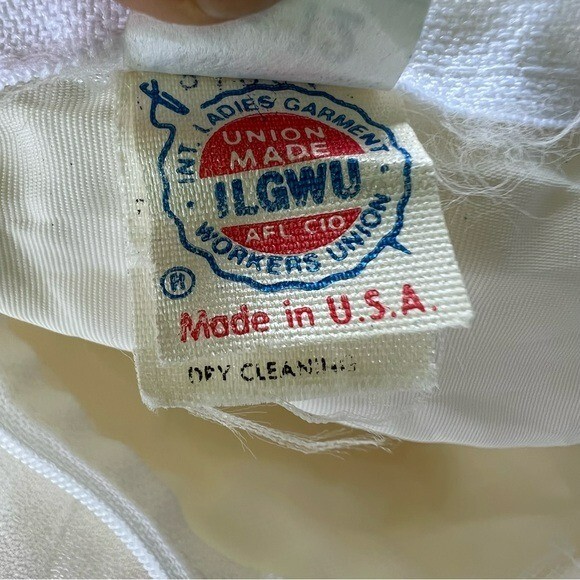 INT. LADIES GARMENT
UNION
MADE
ILGWU
AFL CIO
WORKERS UNION
®
Made in U.S.A.
DRY CLEANING